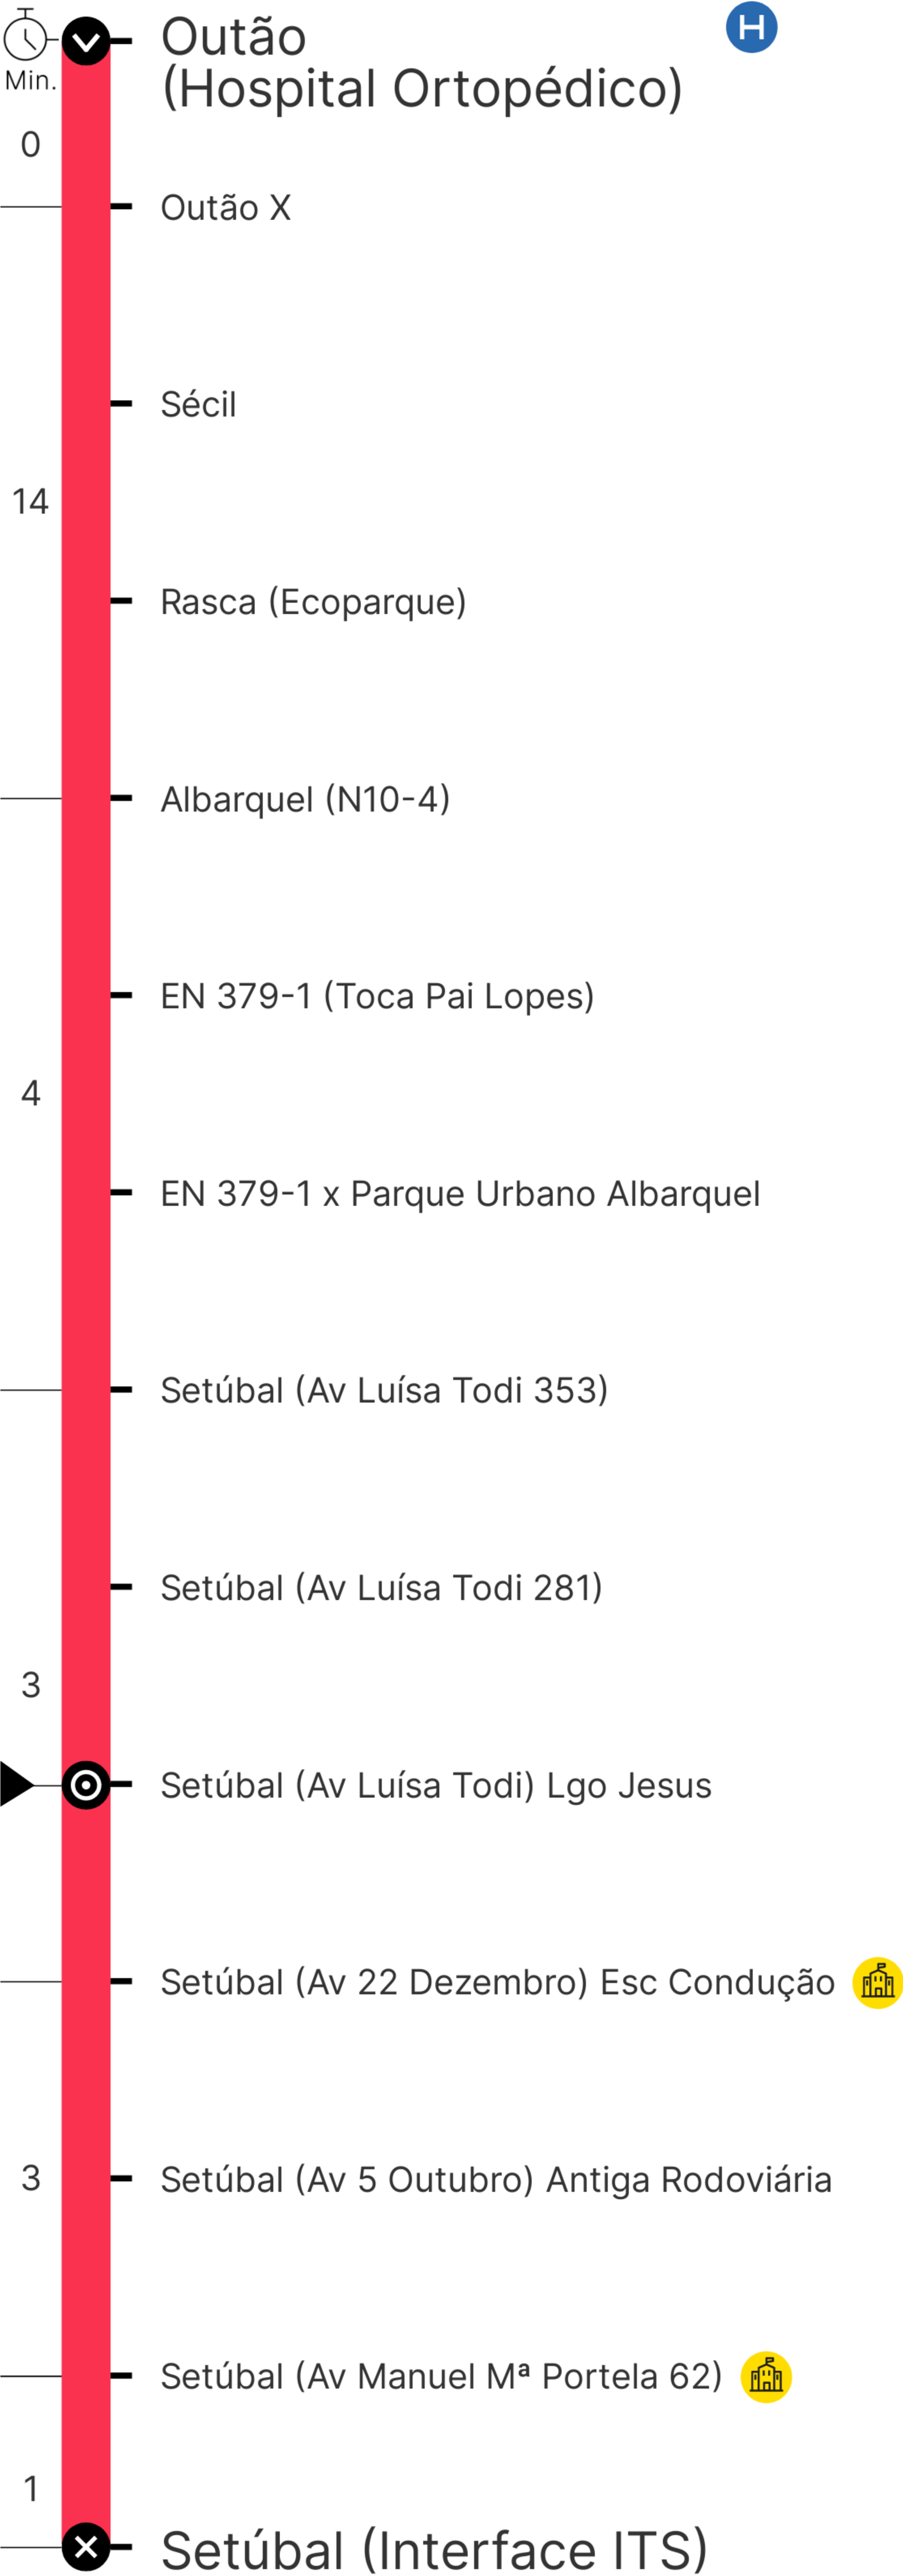 Outão
H
(Hospital Ortopédico)
Min.
0
Outão X
Sécil
14
Rasca (Ecoparque)
Albarquel (N10-4)
EN 379-1 (Toca Pai Lopes)
4
EN 379-1 x Parque Urbano Albarquel
Setúbal (Av Luísa Todi 353)
Setúbal (Av Luísa Todi 281)
3
Setúbal (Av Luísa Todi) Lgo Jesus
Setúbal (Av 22 Dezembro) Esc Condução
3
Setúbal (Av 5 Outubro) Antiga Rodoviária
Setúbal (Av Manuel Mª Portela 62)
1
Setúbal (Interface ITS)